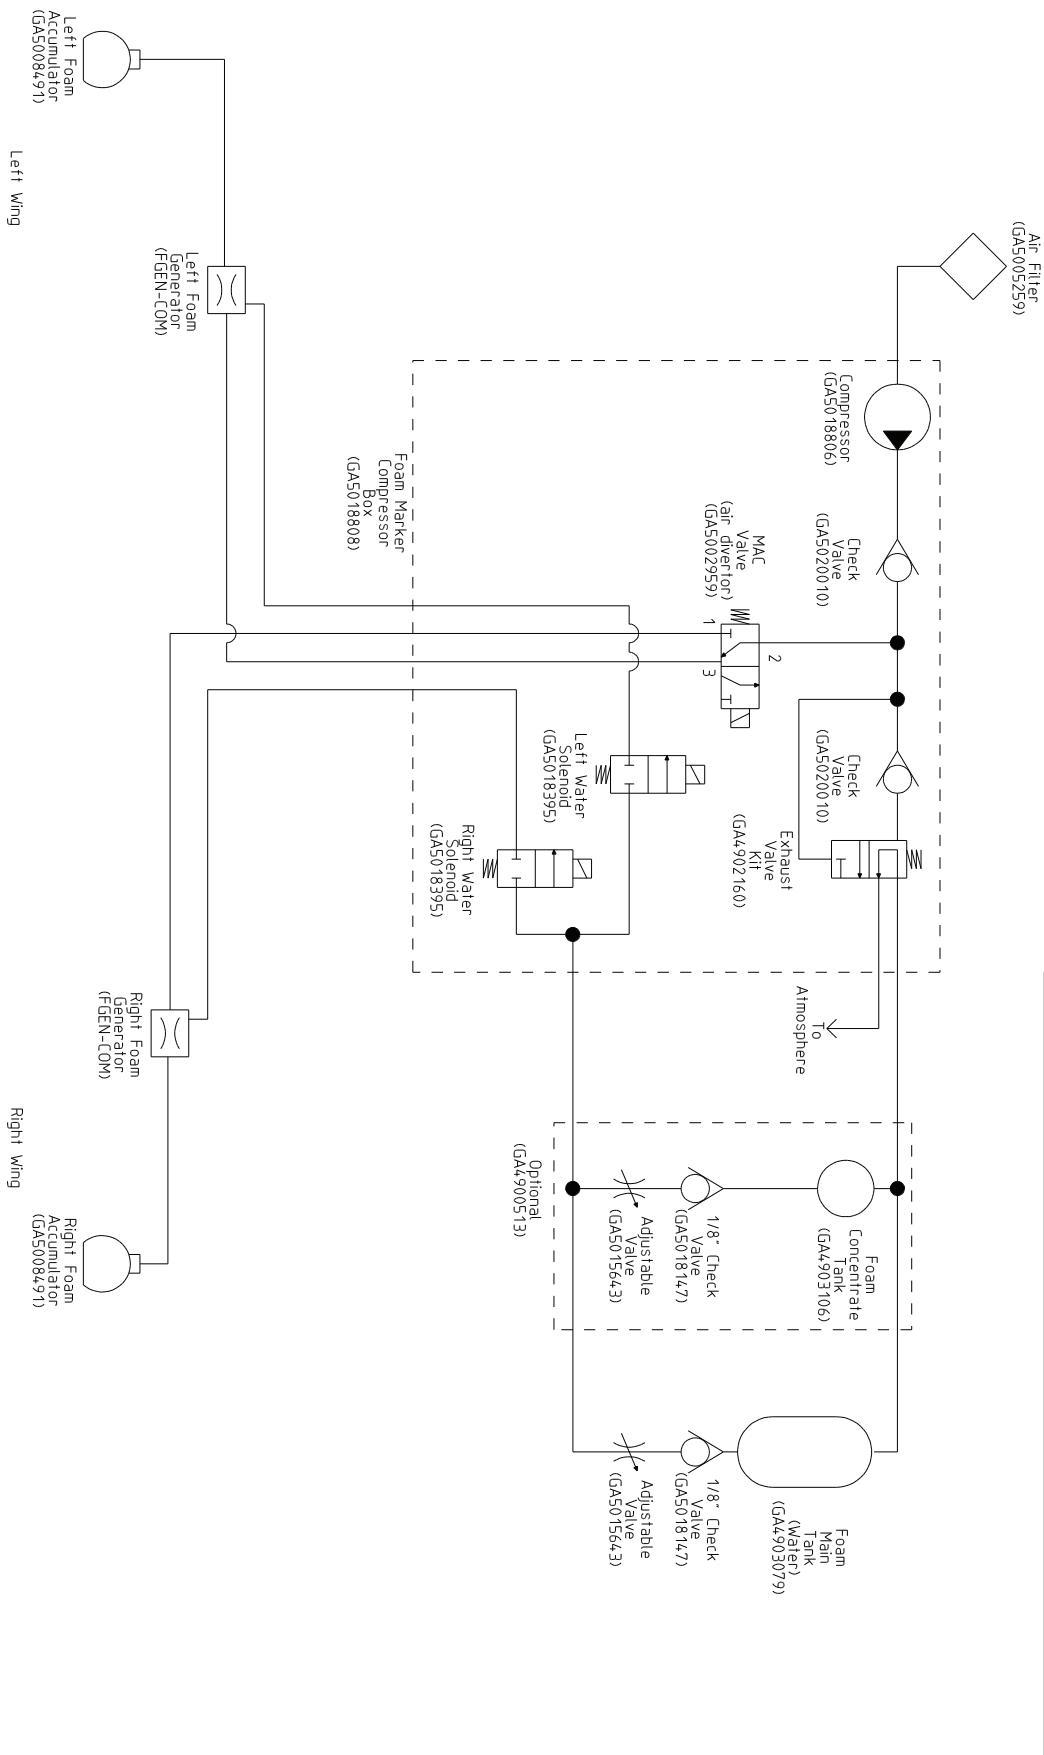 Air Filter
(GA5005259)
Compressor
(GA5018806)
Check
Valve
(GA5020010)
Check
Valve
(GA5020010)
MAC
Valve
(air divertor)
(GA5002959)
1
2
3
Exhaust
Valve
Kit
(GA4902160)
To
Atmosphere
Left Water
Solenoid
(GA5018395)
Right Water
Solenoid
(GA5018395)
Foam Marker
Compressor
Box
(GA5018808)
Foam
Concentrate
Tank
(GA4903106)
1/8" Check
Valve
(GA5018147)
Adjustable
Valve
(GA5015643)
Optional
(GA4900513)
Foam
Main
Tank
(Water)
(GA4903079)
1/8" Check
Valve
(GA5018147)
Adjustable
Valve
(GA5015643)
Left Foam
Generator
(FGEN-COM)
Right Foam
Generator
(FGEN-COM)
Left Foam
Accumulator
(GA5008491)
Right Foam
Accumulator
(GA5008491)
Left Wing
Right Wing